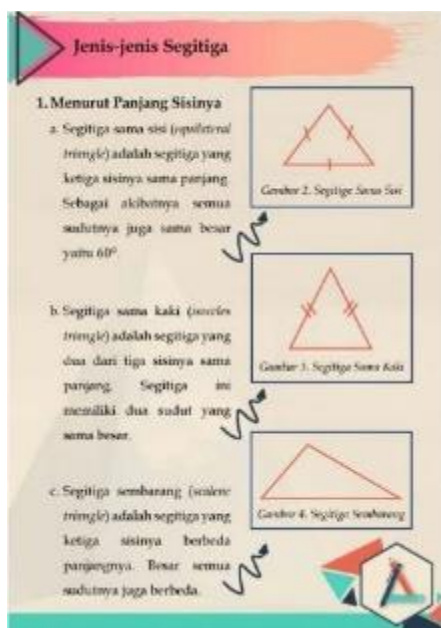 Jenis-jenis Segitiga
1. Menurut Panjang Sisinya
a. Segitiga sama sisi (equilateral
triangle) adalah segitiga yang
ketiga sisinya sama panjang.
Sebagai akibatnya semua
sudutnya juga sama besar
yaitu 60⁰.
Gambar 2. Segitiga Sama Sisi
b. Segitiga sama kaki (isosceles
triangle) adalah segitiga yang
dua dari tiga sisinya sama
panjang. Segitiga ini
memiliki dua sudut yang
sama besar.
Gambar 3. Segitiga Sama Kaki
c. Segitiga sembarang (scalene
triangle) adalah segitiga yang
ketiga sisinya berbeda
panjangnya. Besar semua
sudutnya juga berbeda.
Gambar 4. Segitiga Sembarang